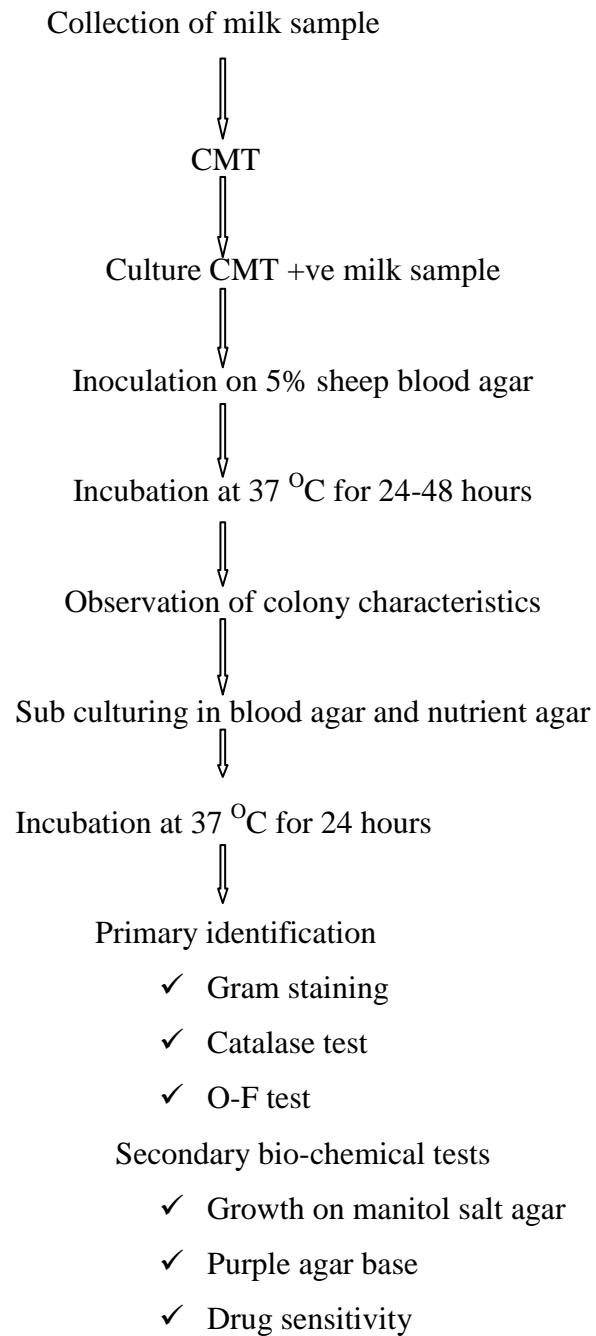 Collection of milk sample
CMT
Culture CMT +ve milk sample
Inoculation on 5% sheep blood agar
Incubation at 37 ᴼC for 24-48 hours
Observation of colony characteristics
Sub culturing in blood agar and nutrient agar
Incubation at 37 ᴼC for 24 hours
Primary identification
✓ Gram staining
✓ Catalase test
✓ O-F test
Secondary bio-chemical tests
✓ Growth on manitol salt agar
✓ Purple agar base
✓ Drug sensitivity